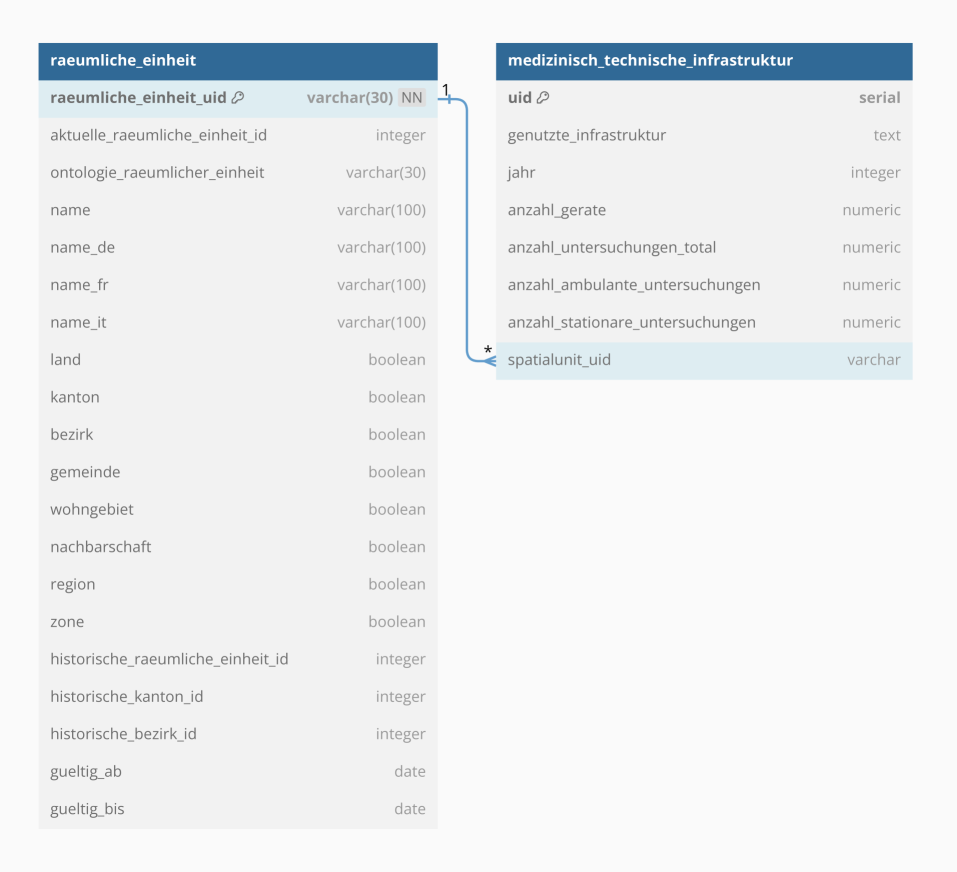 raeumliche_einheit
raeumliche_einheit_uid varchar(30) NN
aktuelle_raeumliche_einheit_id integer
ontologie_raeumlicher_einheit varchar(30)
name varchar(100)
name_de varchar(100)
name_fr varchar(100)
name_it varchar(100)
land boolean
kanton boolean
bezirk boolean
gemeinde boolean
wohngebiet boolean
nachbarschaft boolean
region boolean
zone boolean
historische_raeumliche_einheit_id integer
historische_kanton_id integer
historische_bezirk_id integer
gueltig_ab date
gueltig_bis date
1
*
medizinisch_technische_infrastruktur
uid serial
genutzte_infrastruktur text
jahr integer
anzahl_gerate numeric
anzahl_untersuchungen_total numeric
anzahl_ambulante_untersuchungen numeric
anzahl_stationare_untersuchungen numeric
spatialunit_uid varchar